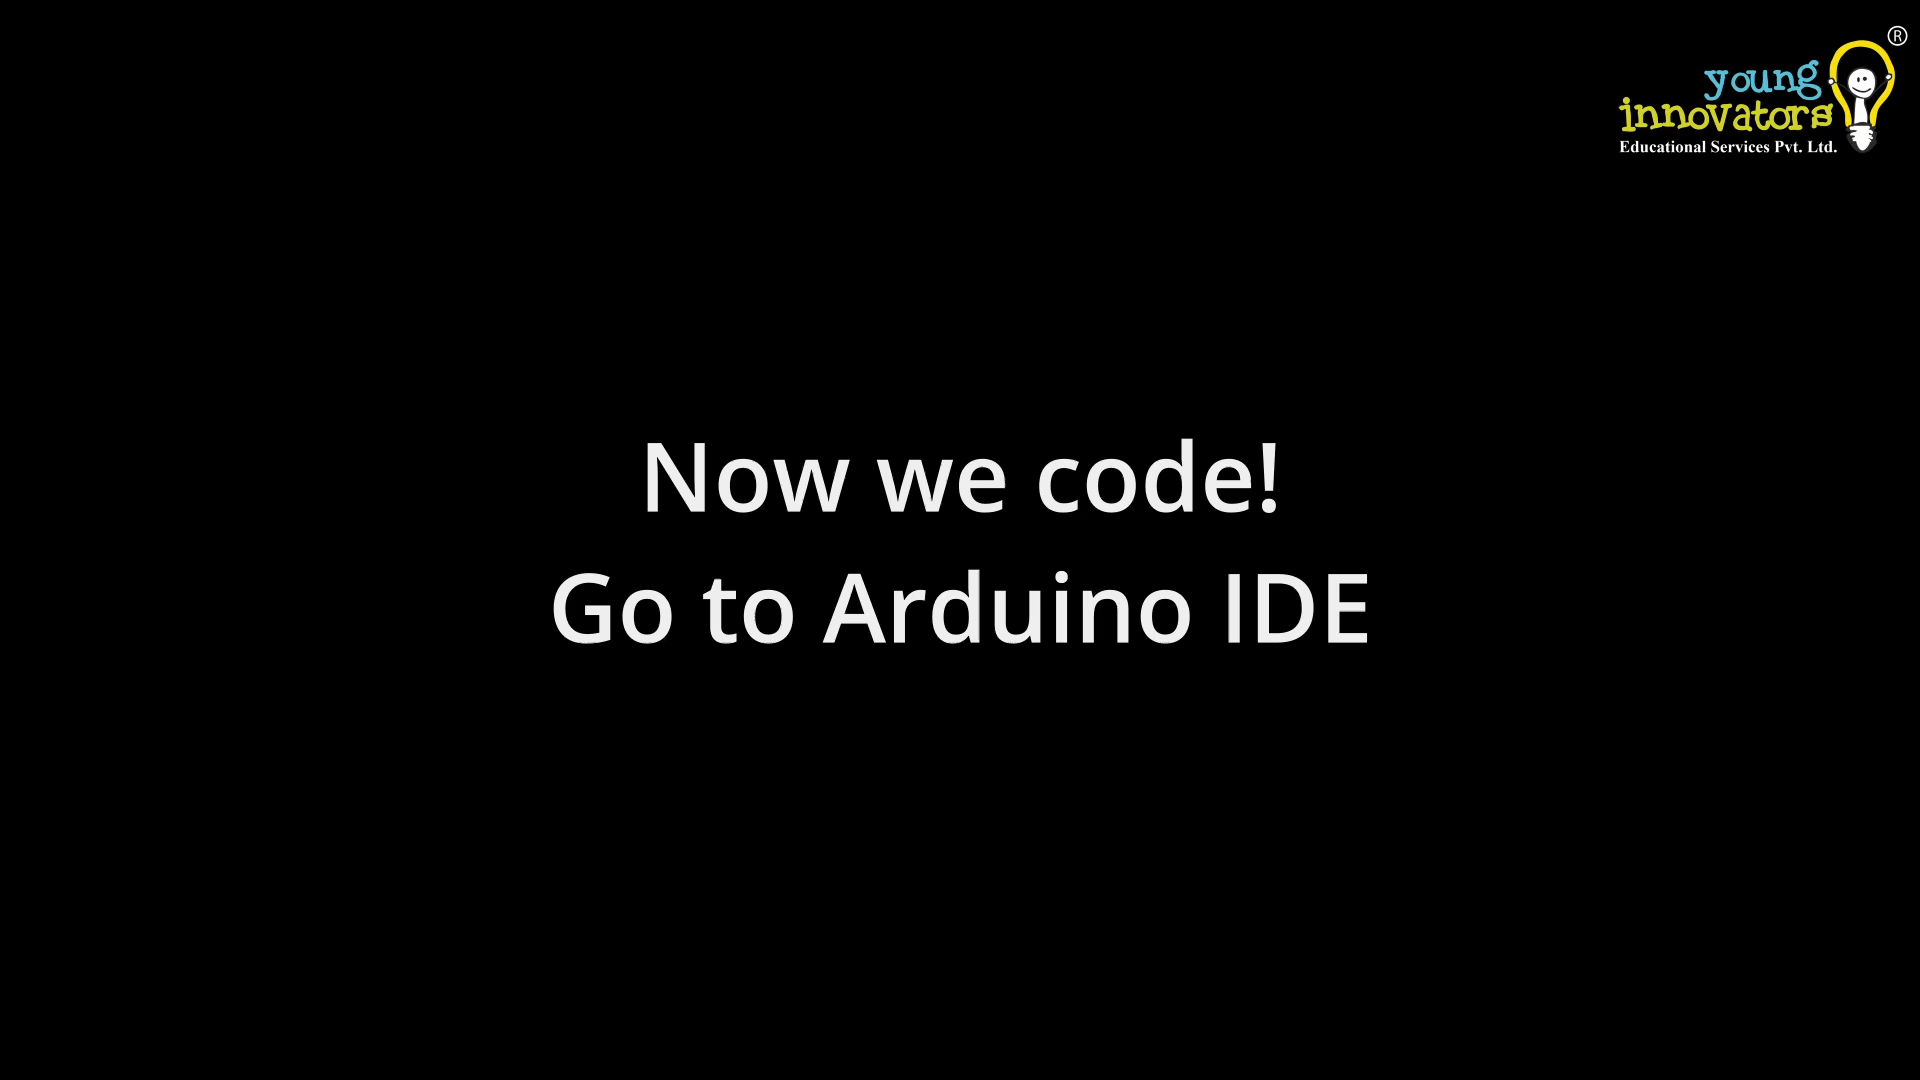 ®
young
innovators
Educational Services Pvt. Ltd.
Now we code!
Go to Arduino IDE